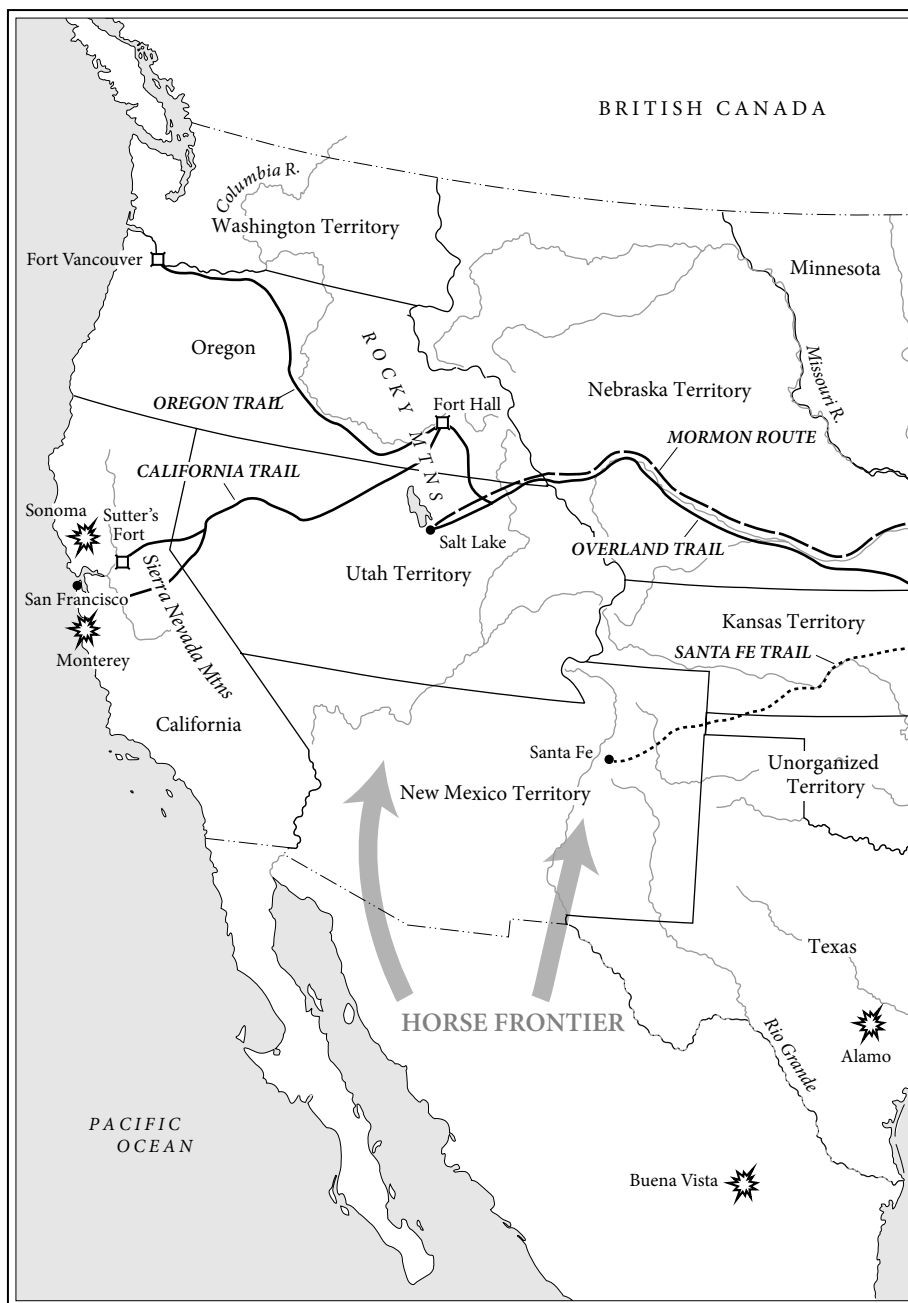 BRITISH CANADA
Columbia R.
Washington Territory
Fort Vancouver
Minnesota
Oregon
ROCKY MTNS
Missouri R.
Nebraska Territory
OREGON TRAIL
Fort Hall
MORMON ROUTE
CALIFORNIA TRAIL
Sonoma
Sutter's
Fort
Salt Lake
OVERLAND TRAIL
Utah Territory
San Francisco
Sierra Nevada Mtns
Kansas Territory
SANTA FE TRAIL
Monterey
California
Santa Fe
Unorganized
Territory
New Mexico Territory
Texas
HORSE FRONTIER
Rio Grande
Alamo
PACIFIC
OCEAN
Buena Vista